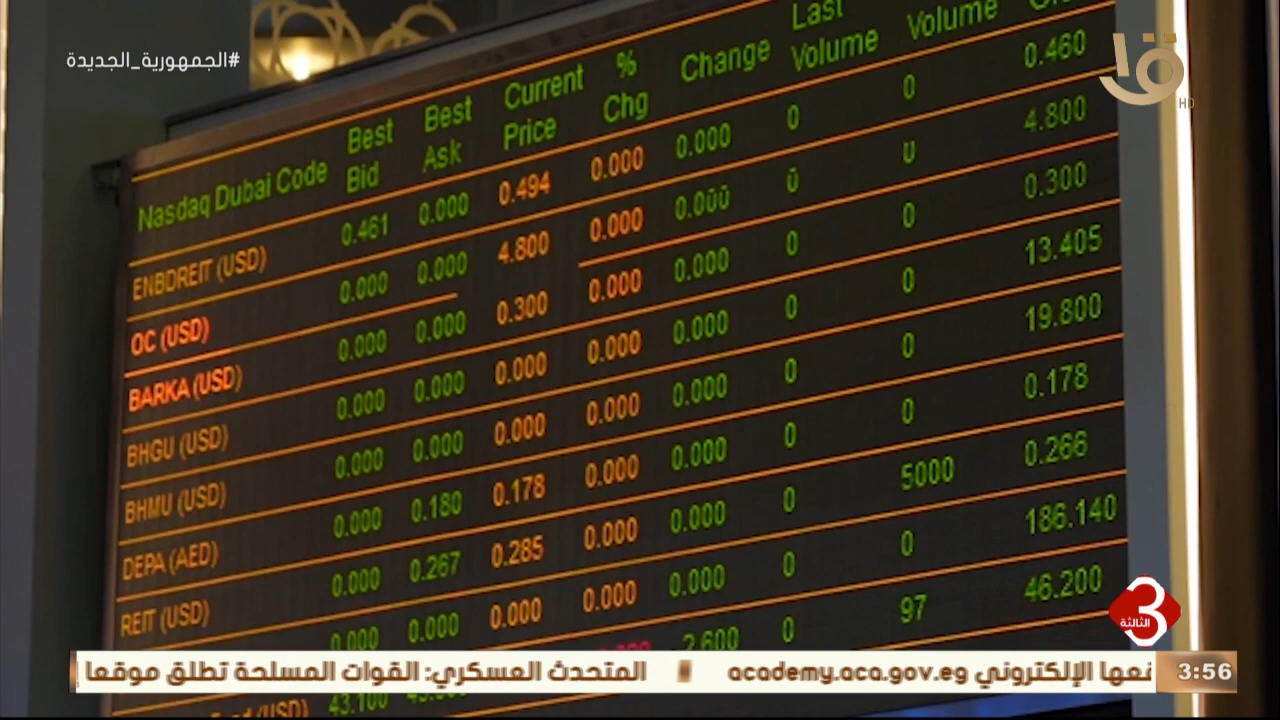 #الجمهورية_الجديدة
HD
Nasdaq Dubai Code Best Bid Best Ask Current Price % Chg Change Last Volume Volume
ENBDREIT (USD) 0.461 0.000 0.494 0.000 0.000 0 0 0.460
OC (USD) 0.000 0.000 4.800 0.000 0.000 0 0 4.800
BARKA (USD) 0.000 0.000 0.300 0.000 0.000 0 0 0.300
BHGU (USD) 0.000 0.000 0.000 0.000 0.000 0 0 13.405
BHMU (USD) 0.000 0.000 0.000 0.000 0.000 0 0 19.800
DEPA (AED) 0.000 0.180 0.178 0.000 0.000 0 0 0.178
REIT (USD) 0.000 0.267 0.285 0.000 0.000 0 5000 0.266
0.000 0.000 0.000 0.000 0.000 0 0 186.140
(USD) 43.100 2.600 0 97 46.200
3 الثالثة
الإلكتروني academy.aca.gov.eg المتحدث العسكري: القوات المسلحة تطلق موقعا
3:56